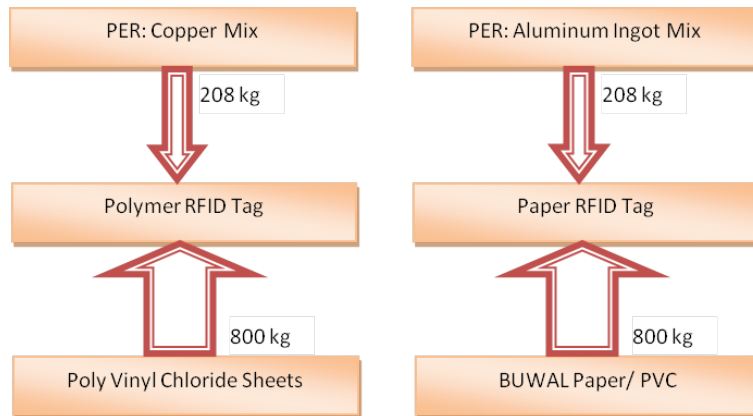 PER: Copper Mix
PER: Aluminum Ingot Mix
208 kg
208 kg
Polymer RFID Tag
Paper RFID Tag
800 kg
800 kg
Poly Vinyl Chloride Sheets
BUWAL Paper/ PVC